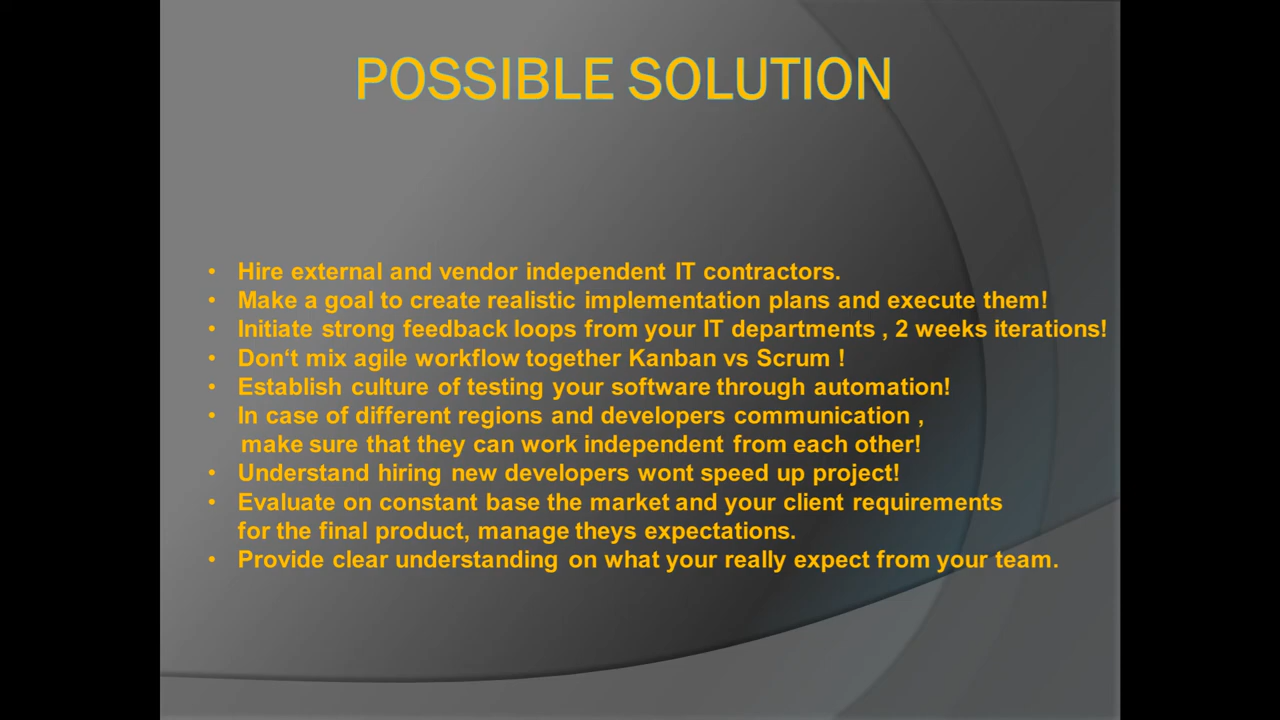 POSSIBLE SOLUTION
• Hire external and vendor independent IT contractors.
• Make a goal to create realistic implementation plans and execute them!
• Initiate strong feedback loops from your IT departments , 2 weeks iterations!
• Don‘t mix agile workflow together Kanban vs Scrum !
• Establish culture of testing your software through automation!
• In case of different regions and developers communication ,
make sure that they can work independent from each other!
• Understand hiring new developers wont speed up project!
• Evaluate on constant base the market and your client requirements
for the final product, manage theys expectations.
• Provide clear understanding on what your really expect from your team.